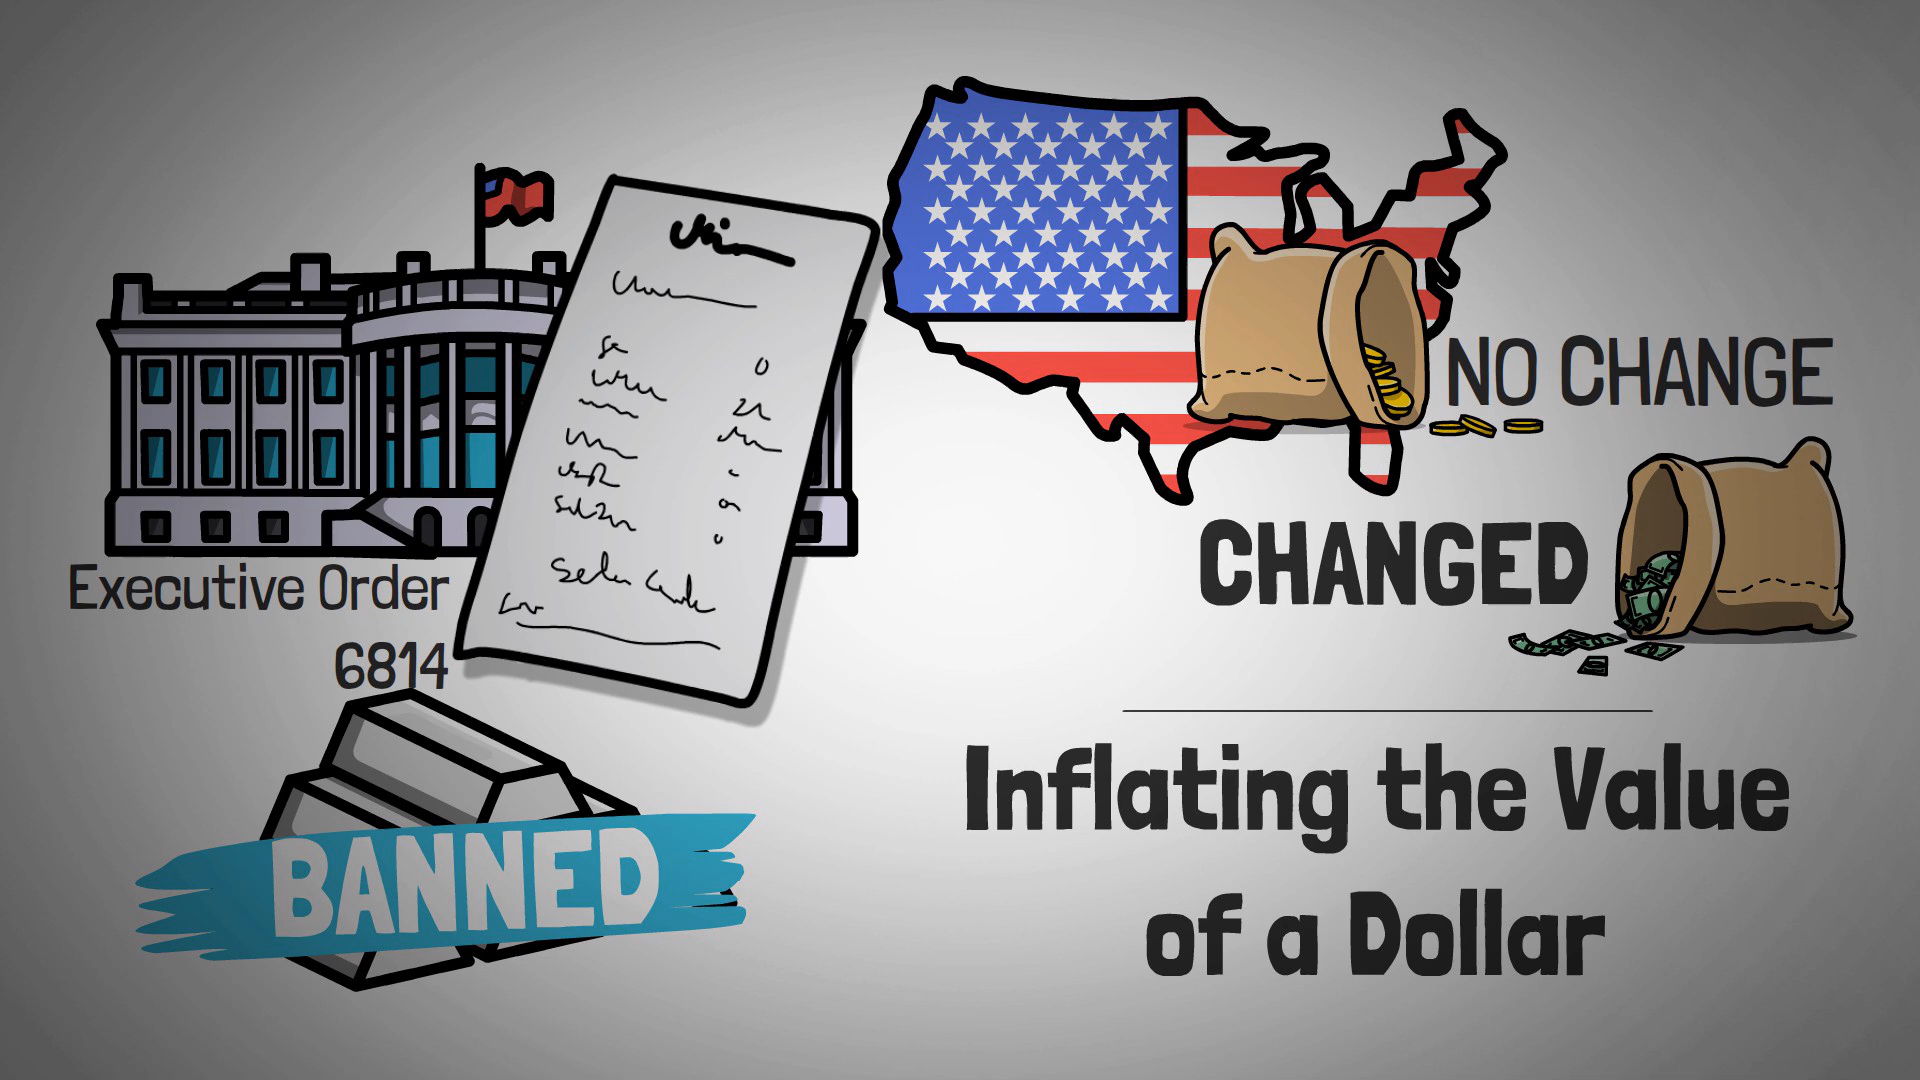 Executive Order
6814
BANNED
NO CHANGE
CHANGED
Inflating the Value
of a Dollar